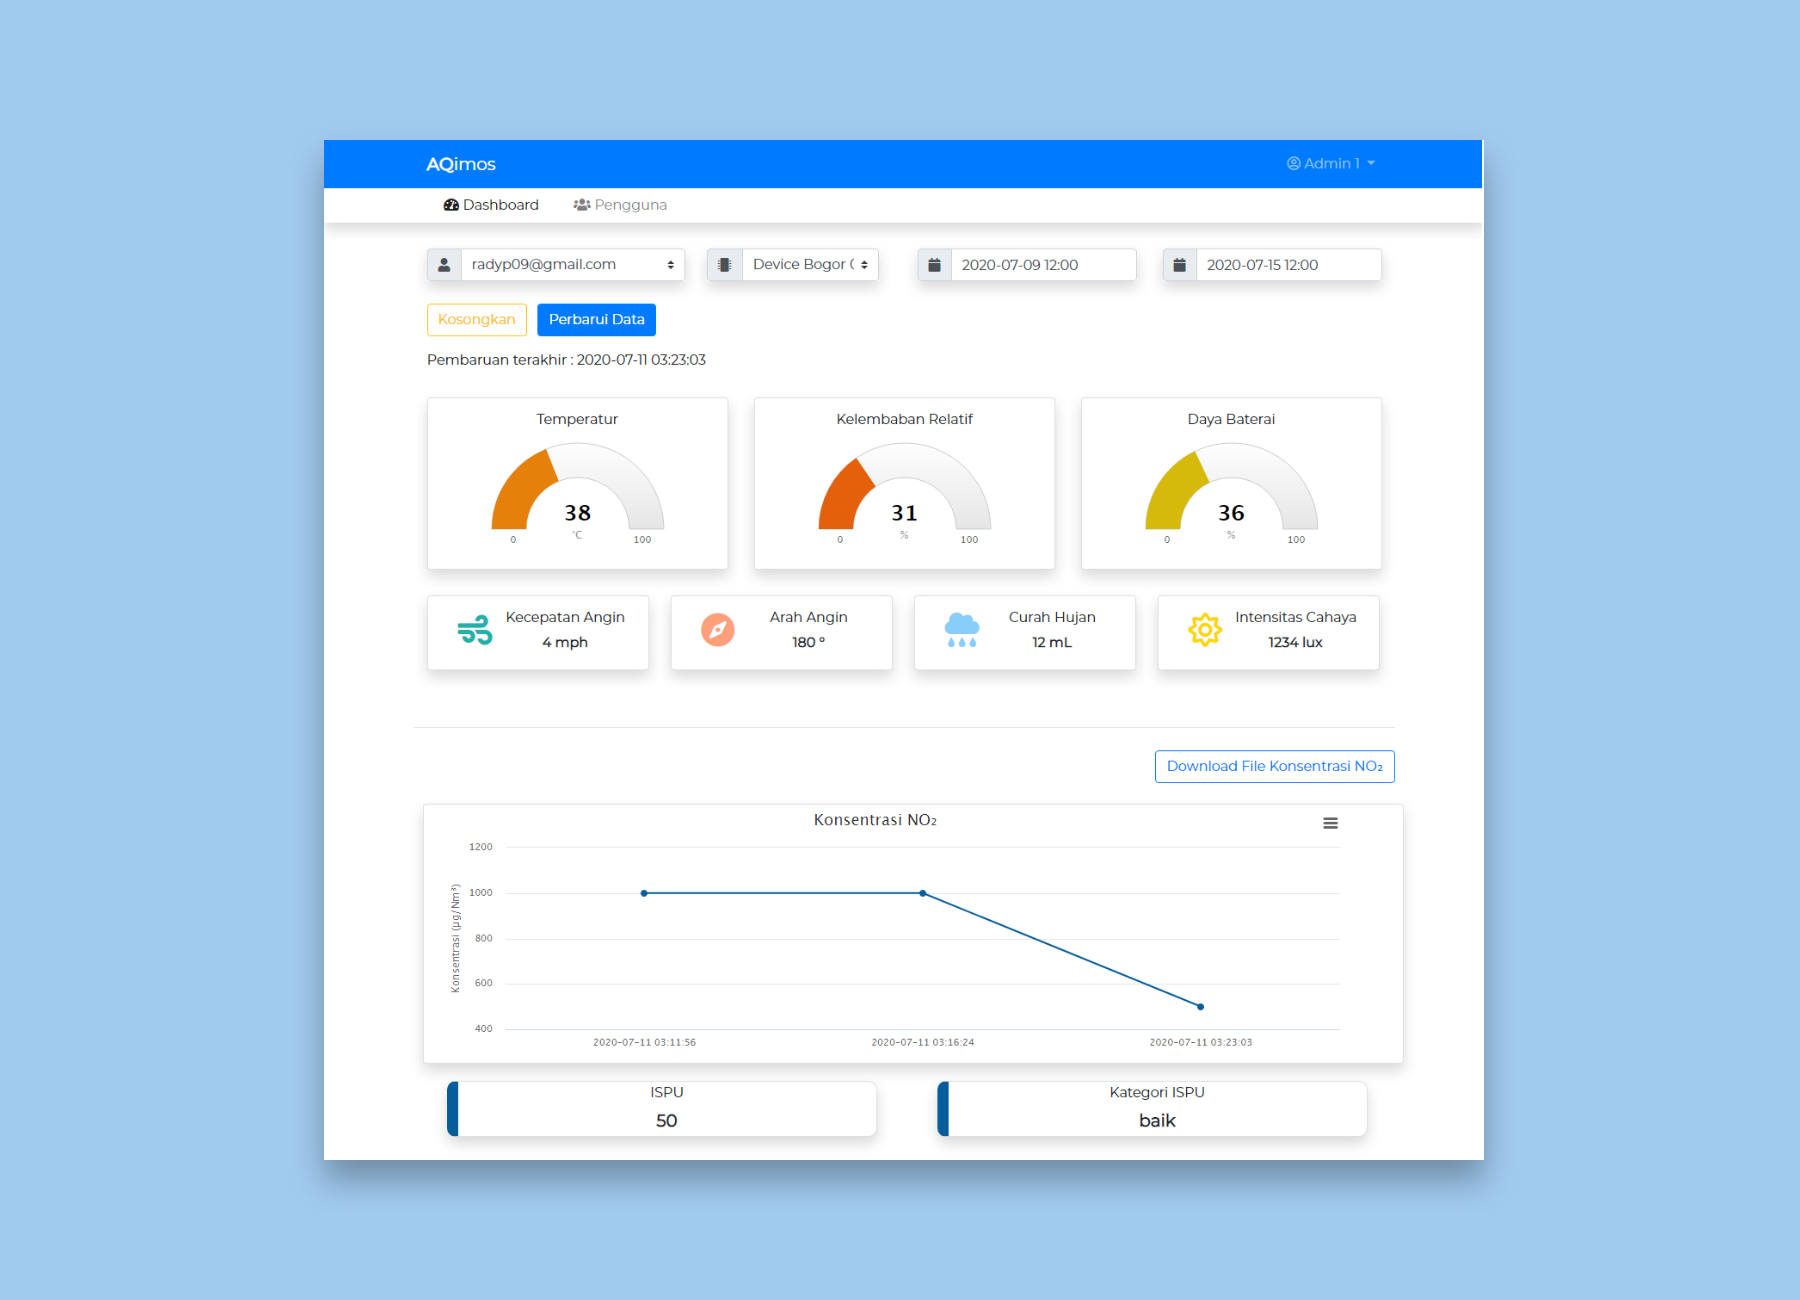 AQimos
Admin 1
Dashboard
Pengguna
radyp09@gmail.com
Device Bogor
2020-07-09 12:00
2020-07-15 12:00
Kosongkan
Perbarui Data
Pembaruan terakhir : 2020-07-11 03:23:03
Temperatur
38
°C
0
100
Kelembaban Relatif
31
%
0
100
Daya Baterai
36
%
0
100
Kecepatan Angin
4 mph
Arah Angin
180 º
Curah Hujan
12 mL
Intensitas Cahaya
1234 lux
Download File Konsentrasi NO₂
Konsentrasi NO₂
Konsentrasi (µg/Nm³)
1200
1000
800
600
400
2020-07-11 03:11:56
2020-07-11 03:16:24
2020-07-11 03:23:03
ISPU
50
Kategori ISPU
baik